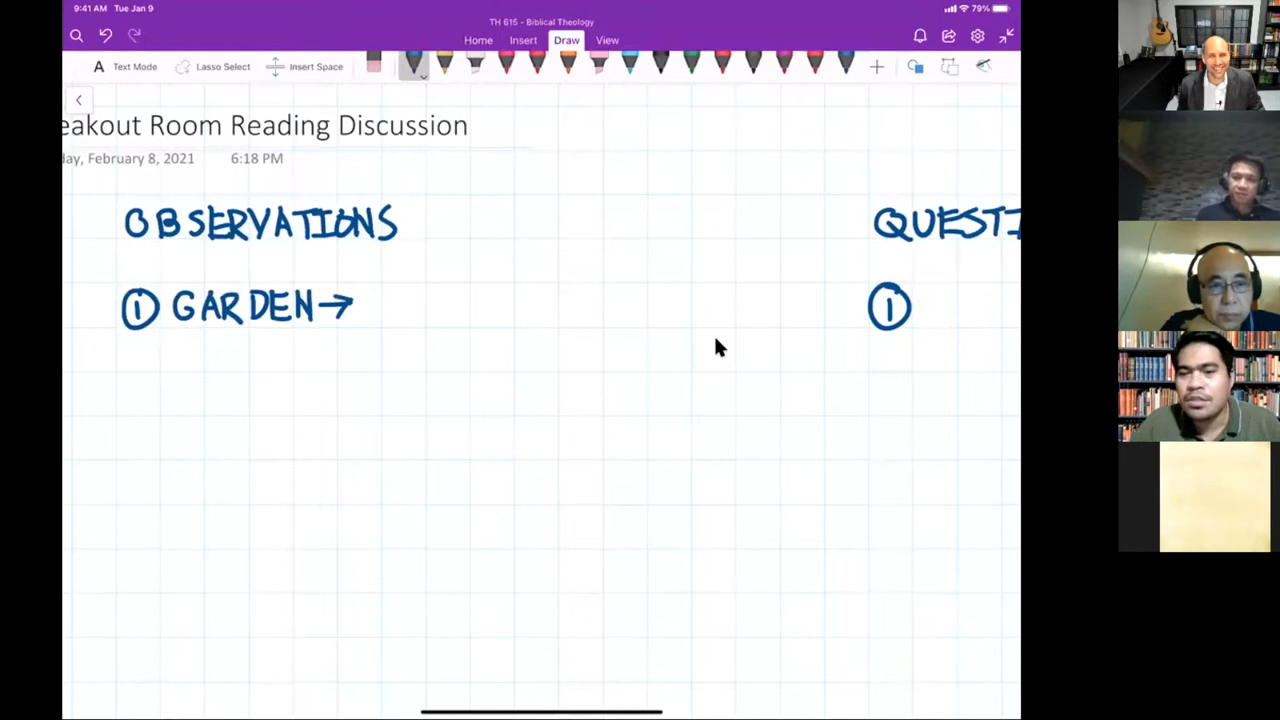 9:41 AM Tue Jan 9
79%
TH 615 - Biblical Theology
Home Insert Draw View
Text Mode Lasso Select Insert Space
eakout Room Reading Discussion
day, February 8, 2021 6:18 PM
OBSERVATIONS
QUESTI
① GARDEN →
①